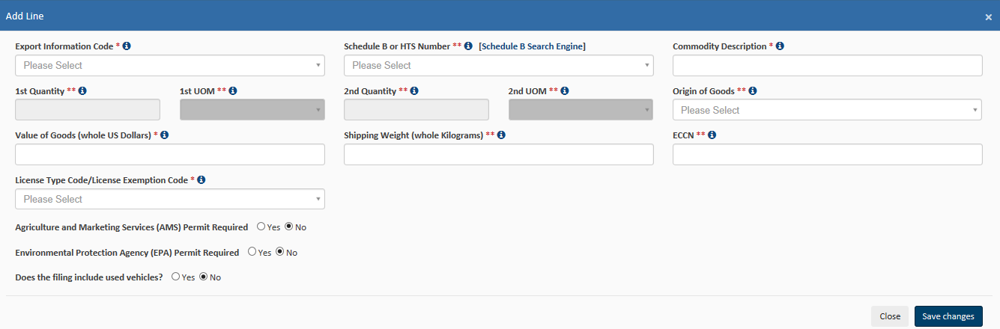 Add Line ×
Export Information Code * Schedule B or HTS Number ** [Schedule B Search Engine] Commodity Description *
Please Select Please Select
1st Quantity ** 1st UOM ** 2nd Quantity ** 2nd UOM ** Origin of Goods **
Please Select
Value of Goods (whole US Dollars) * Shipping Weight (whole Kilograms) ** ECCN **
License Type Code/License Exemption Code *
Please Select
Agriculture and Marketing Services (AMS) Permit Required Yes No
Environmental Protection Agency (EPA) Permit Required Yes No
Does the filing include used vehicles? Yes No
Close Save changes